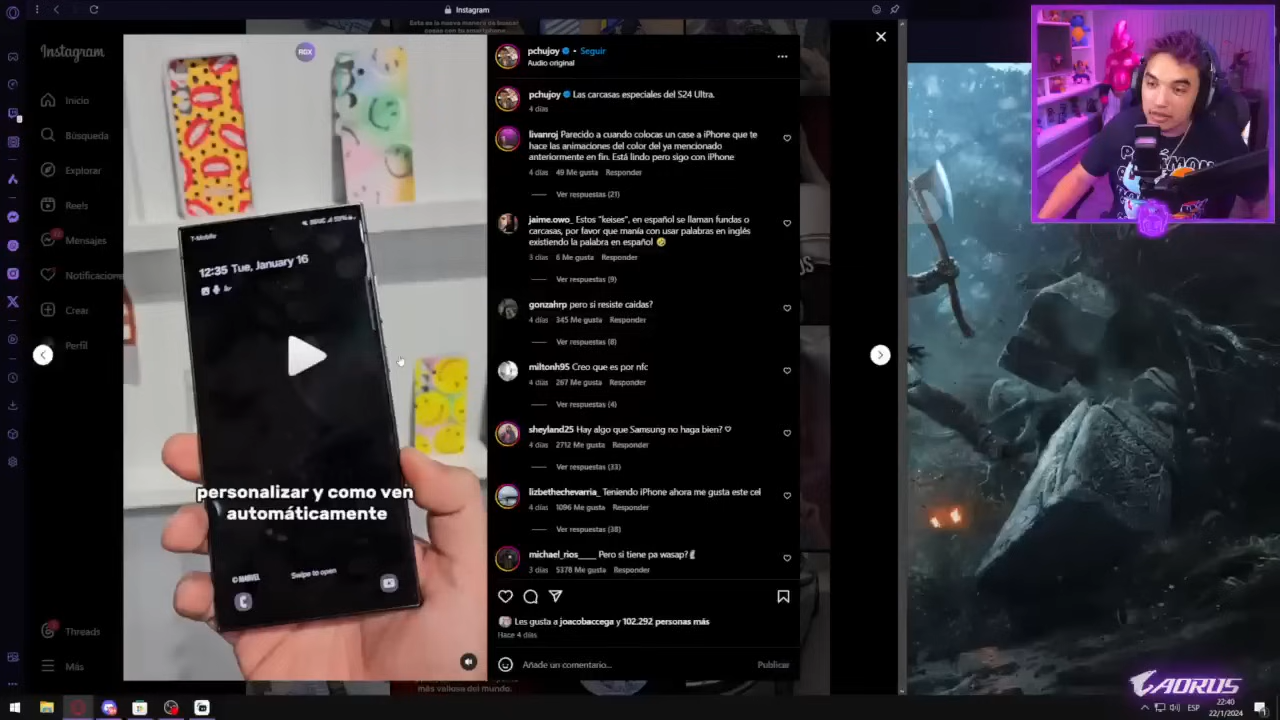 Instagram
Instagram
Inicio
Búsqueda
Explorar
Reels
Mensajes
Notificacione
Crear
Perfil
Threads
Más
T-Mobile
12:35 Tue, January 16
personalizar y como ven
automáticamente
© MARVEL
Swipe to open
pchujoy • Seguir
Audio original
pchujoy Las carcasas especiales del S24 Ultra.
4 días
livanroj Parecido a cuando colocas un case a iPhone que te
hace las animaciones del color del ya mencionado
anteriormente en fin. Está lindo pero sigo con iPhone
4 días 49 Me gusta Responder
Ver respuestas (21)
jaime.owo_ Estos "keises", en español se llaman fundas o
carcasas, por favor que manía con usar palabras en inglés
existiendo la palabra en español 🤣
3 días 6 Me gusta Responder
Ver respuestas (9)
gonzahrp pero si resiste caidas?
4 días 345 Me gusta Responder
Ver respuestas (8)
miltonh95 Creo que es por nfc
4 días 267 Me gusta Responder
Ver respuestas (4)
sheyland25 Hay algo que Samsung no haga bien?
4 días 2712 Me gusta Responder
Ver respuestas (33)
lizbethechevarria_ Teniendo iPhone ahora me gusta este cel
4 días 1096 Me gusta Responder
Ver respuestas (38)
michael_rios____ Pero si tiene pa wasap?
3 días 5378 Me gusta Responder
Les gusta a joacobaccega y 102.292 personas más
Hace 4 días
Añade un comentario...
Publicar
más valiosa del mundo.
AORUS
ESP
22:40
22/1/2024